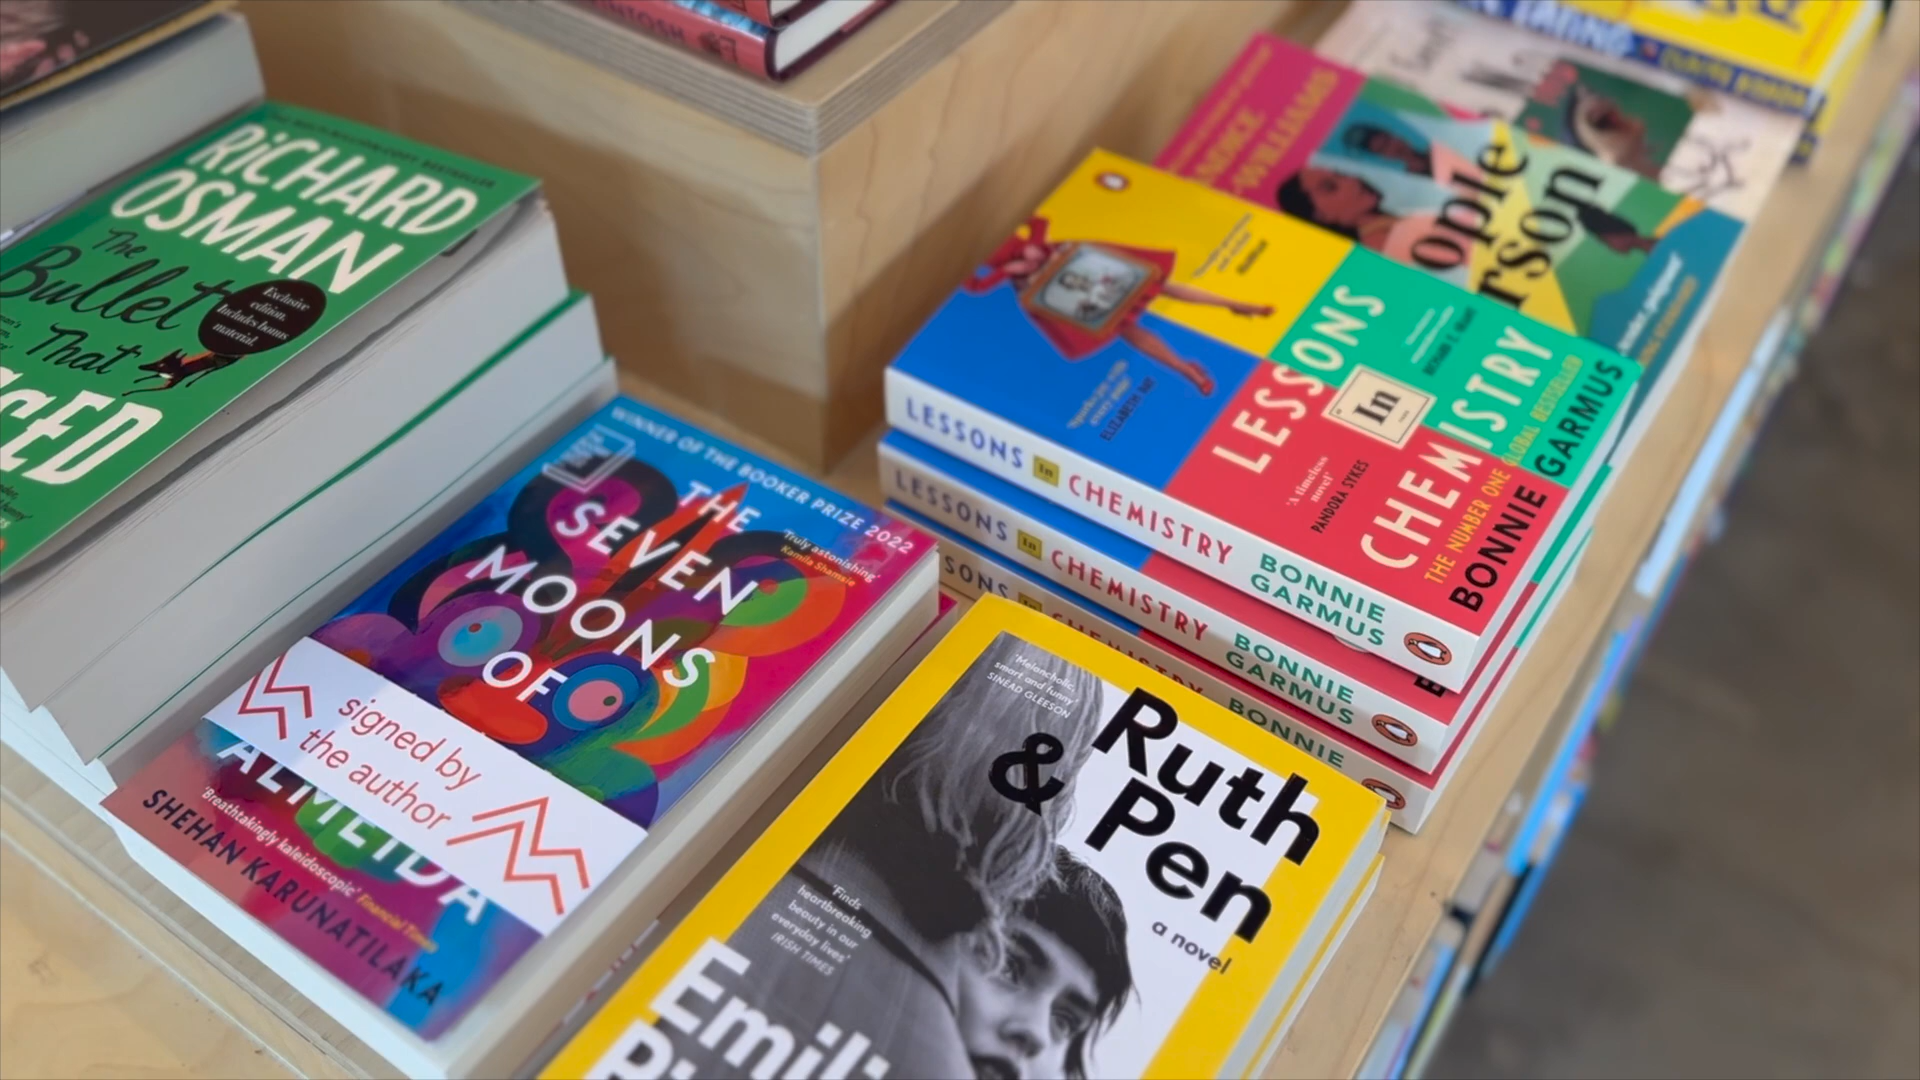 RiCHARD
OSMAN
The
Bullet
That
Exclusive
edition.
Includes bonus
material.
WINNER OF THE BOOKER PRIZE 2022
THE
SEVEN
MOONS
OF
'Truly astonishing'
Kamila Shamsie
signed by
the author
ALMEIDA
'Breathtakingly kaleidoscopic' Financial Times
SHEHAN KARUNATILAKA
LESSONS
In
CHEMISTRY
'A timeless
novel'
PANDORA SYKES
THE NUMBER ONE GLOBAL BESTSELLER
BONNIE GARMUS
ELIZABETH DAY
LESSONS In CHEMISTRY BONNIE
GARMUS
LESSONS In CHEMISTRY BONNIE
GARMUS
CHEMISTRY BONNIE
'Melancholic,
smart and funny'
SINÉAD GLEESON
Ruth
& Pen
a novel
'Finds
heartbreaking
beauty in our
everyday lives'
IRISH TIMES
Emili
ople
rson